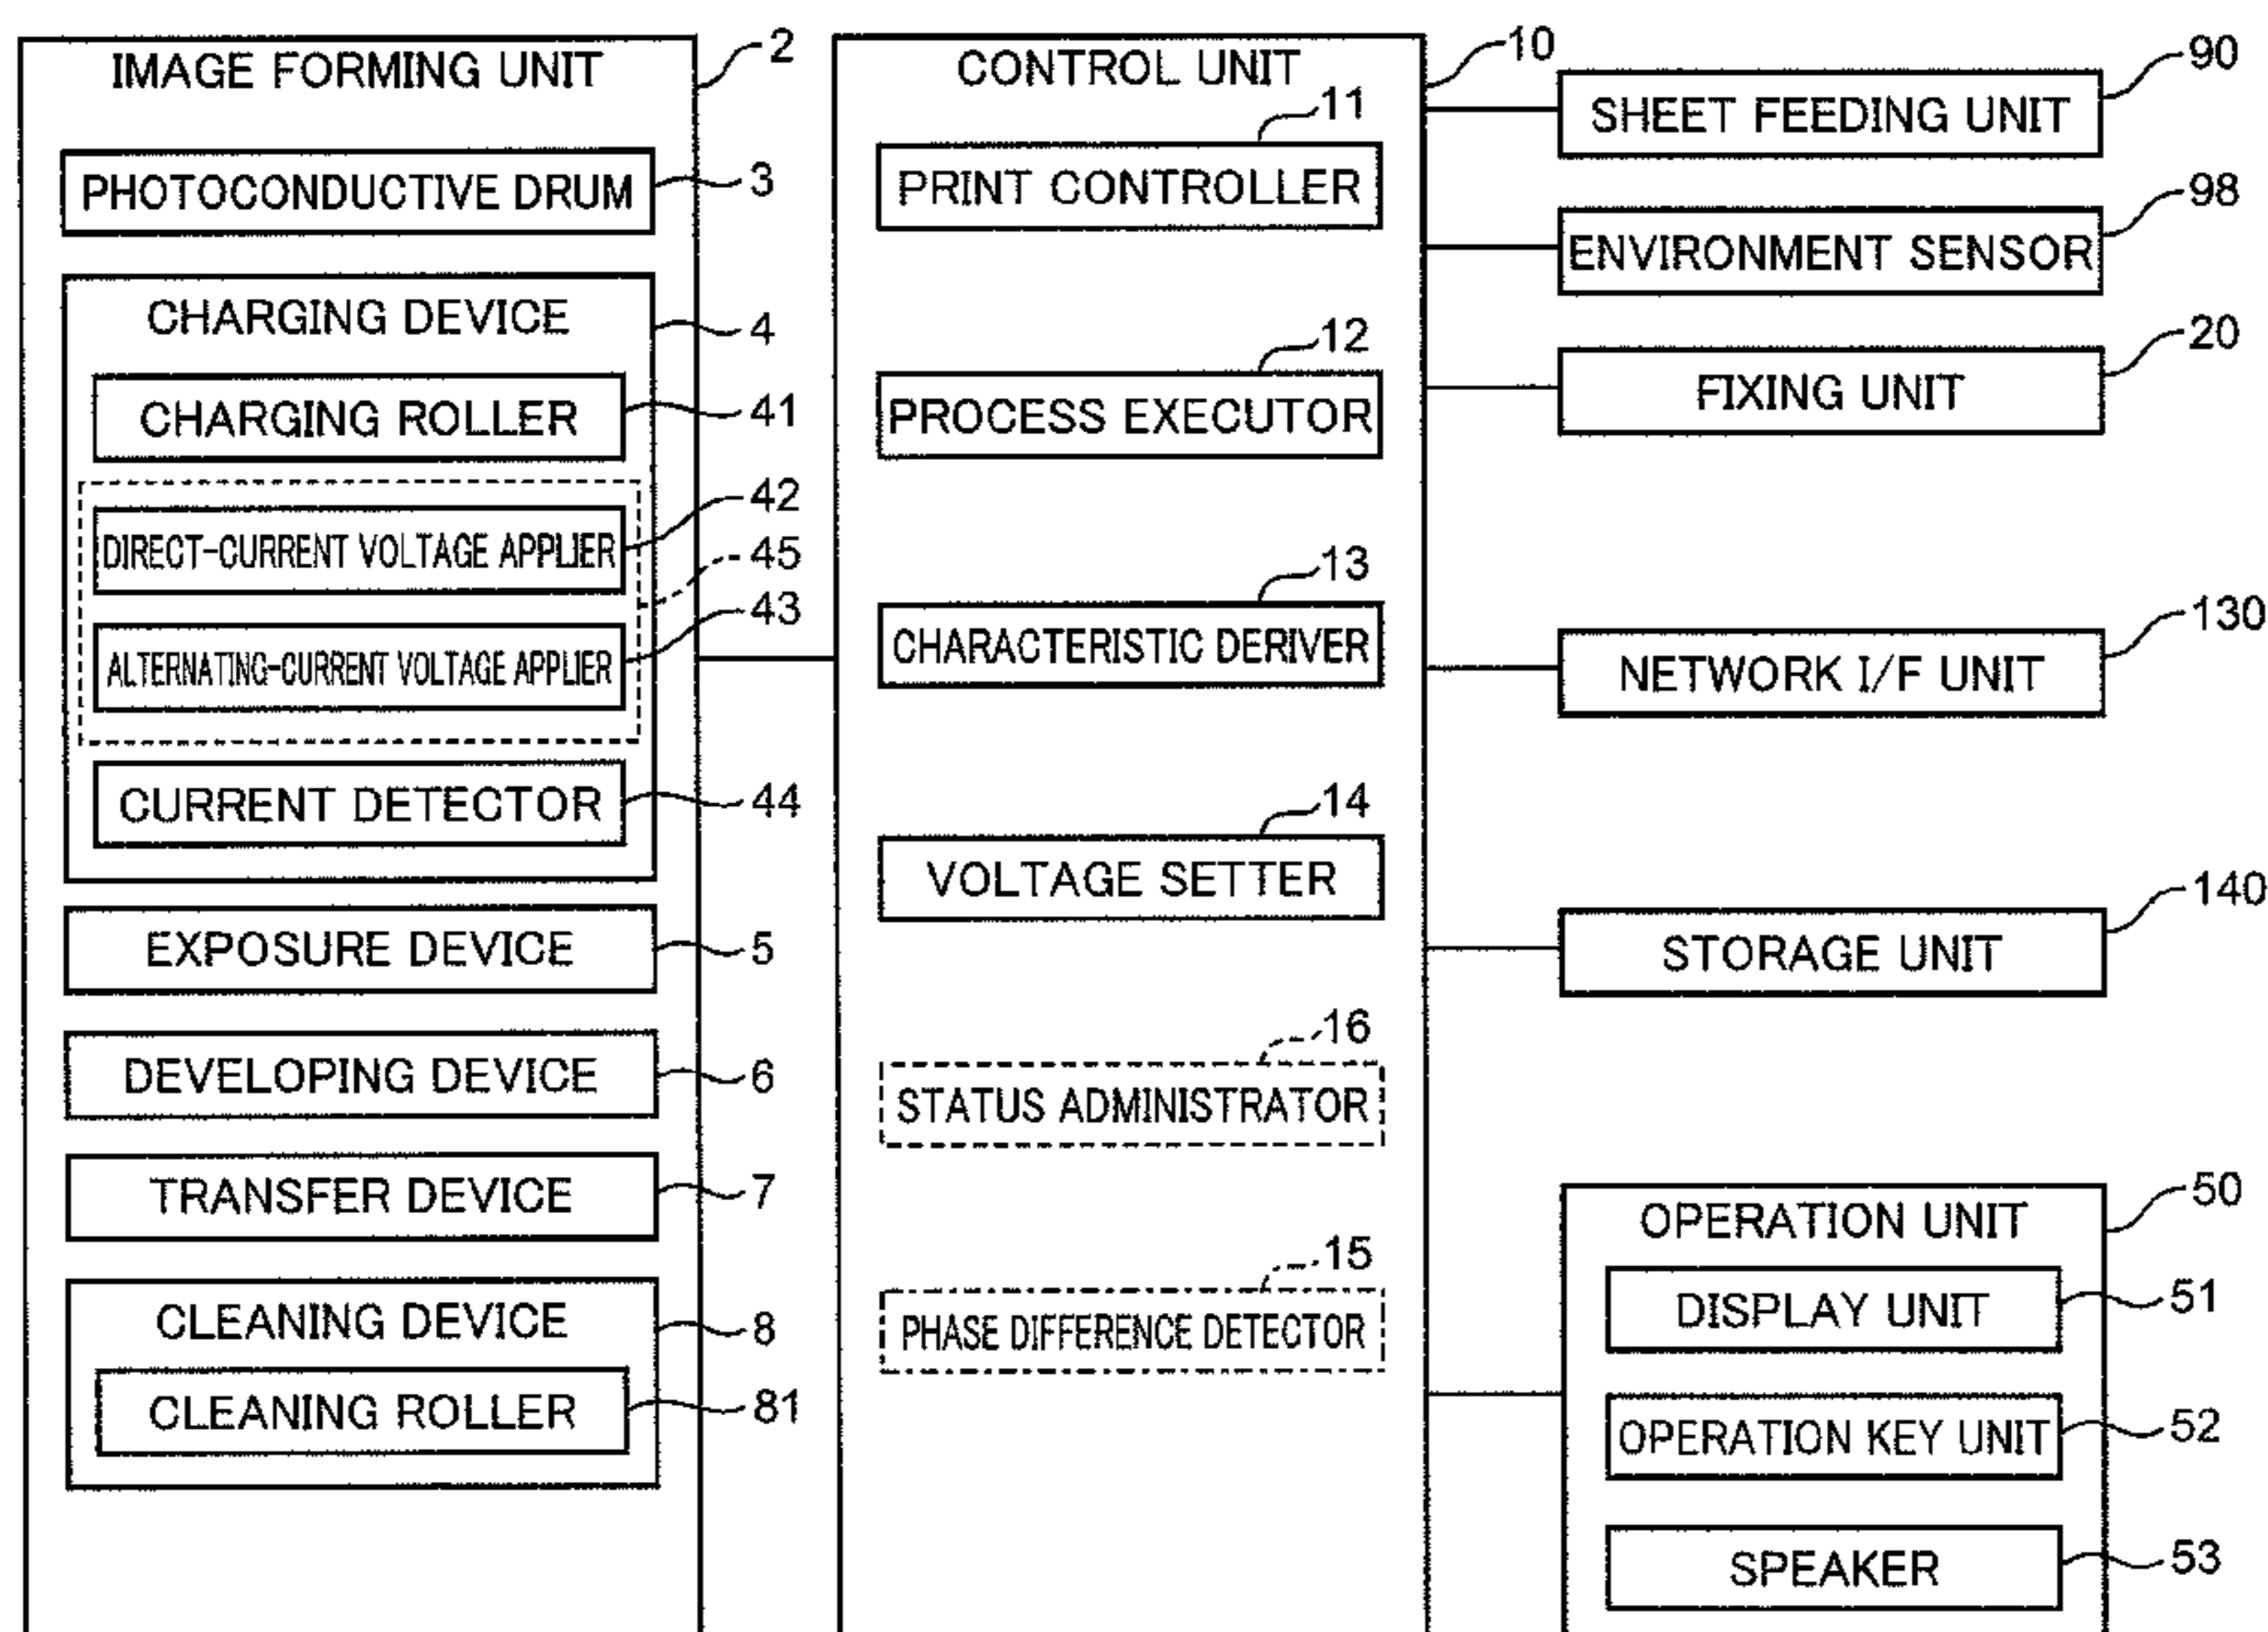 IMAGE FORMING UNIT
2
PHOTOCONDUCTIVE DRUM
3
CHARGING DEVICE
4
CHARGING ROLLER
41
DIRECT-CURRENT VOLTAGE APPLIER
42
45
ALTERNATING-CURRENT VOLTAGE APPLIER
43
CURRENT DETECTOR
44
EXPOSURE DEVICE
5
DEVELOPING DEVICE
6
TRANSFER DEVICE
7
CLEANING DEVICE
8
CLEANING ROLLER
81
CONTROL UNIT
10
11
PRINT CONTROLLER
12
PROCESS EXECUTOR
13
CHARACTERISTIC DERIVER
14
VOLTAGE SETTER
16
STATUS ADMINISTRATOR
15
PHASE DIFFERENCE DETECTOR
90
SHEET FEEDING UNIT
98
ENVIRONMENT SENSOR
20
FIXING UNIT
130
NETWORK I/F UNIT
140
STORAGE UNIT
50
OPERATION UNIT
DISPLAY UNIT
51
OPERATION KEY UNIT
52
SPEAKER
53